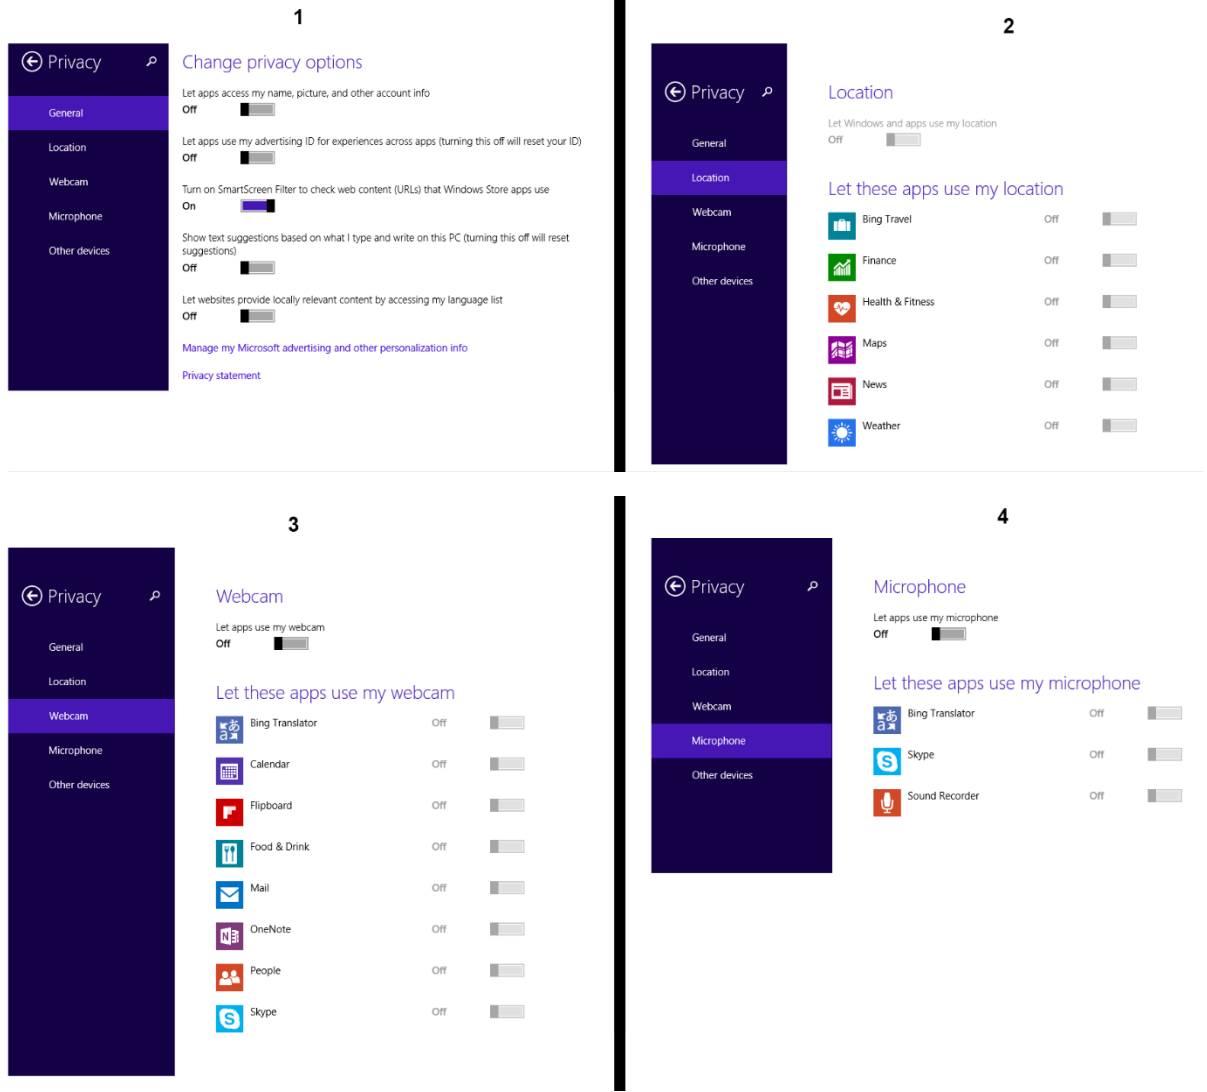 1
Privacy
General
Location
Webcam
Microphone
Other devices
Change privacy options
Let apps access my name, picture, and other account info
Off
Let apps use my advertising ID for experiences across apps (turning this off will reset your ID)
Off
Turn on SmartScreen Filter to check web content (URLs) that Windows Store apps use
On
Show text suggestions based on what I type and write on this PC (turning this off will reset
suggestions)
Off
Let websites provide locally relevant content by accessing my language list
Off
Manage my Microsoft advertising and other personalization info
Privacy statement
2
Privacy
General
Location
Webcam
Microphone
Other devices
Location
Let Windows and apps use my location
Off
Let these apps use my location
Bing Travel Off
Finance Off
Health & Fitness Off
Maps Off
News Off
Weather Off
3
Privacy
General
Location
Webcam
Microphone
Other devices
Webcam
Let apps use my webcam
Off
Let these apps use my webcam
Bing Translator Off
Calendar Off
Flipboard Off
Food & Drink Off
Mail Off
OneNote Off
People Off
Skype Off
4
Privacy
General
Location
Webcam
Microphone
Other devices
Microphone
Let apps use my microphone
Off
Let these apps use my microphone
Bing Translator Off
Skype Off
Sound Recorder Off